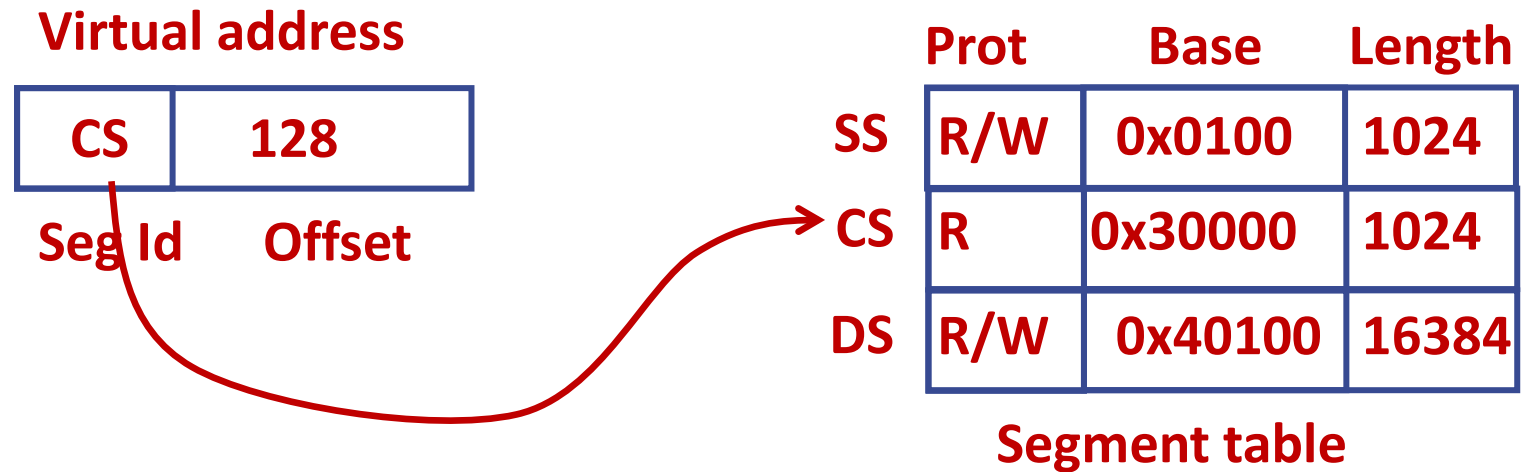 Virtual address
CS 128
Seg Id Offset
Prot Base Length
SS R/W 0x0100 1024
CS R 0x30000 1024
DS R/W 0x40100 16384
Segment table